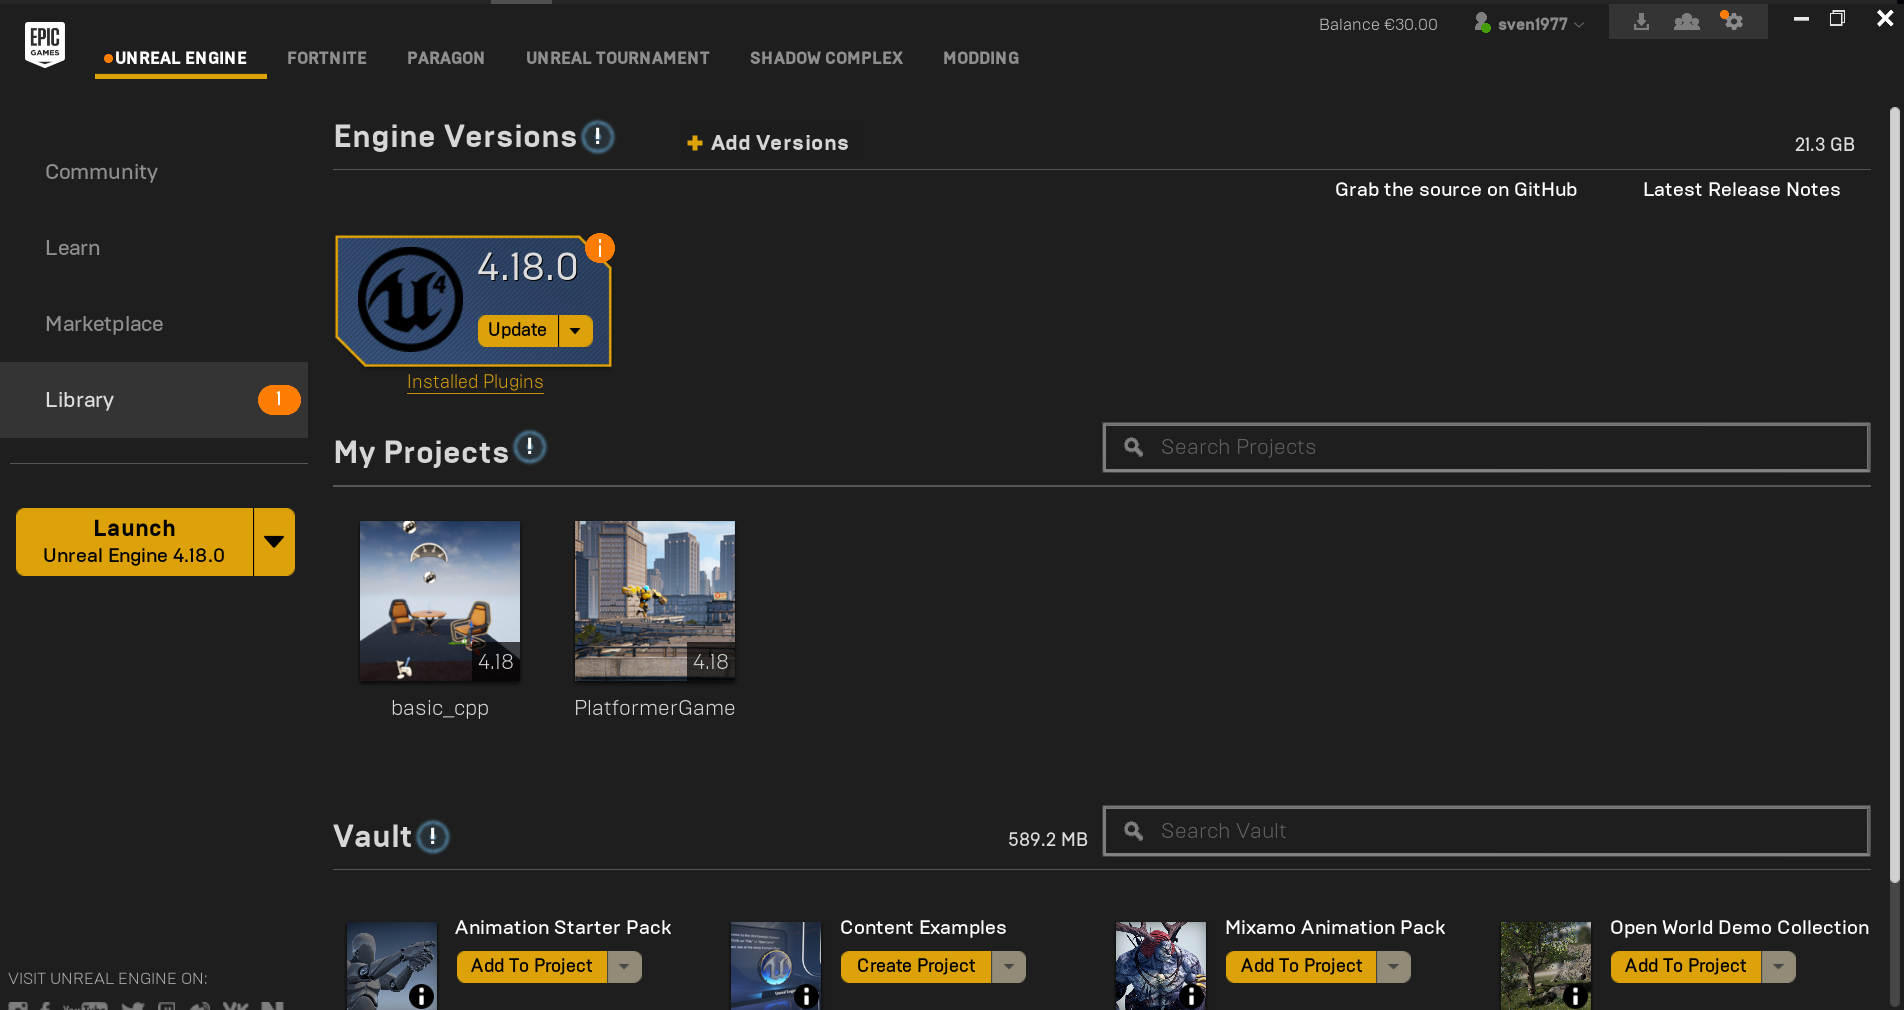 Balance €30.00
sven1977
EPIC
GAMES
UNREAL ENGINE
FORTNITE
PARAGON
UNREAL TOURNAMENT
SHADOW COMPLEX
MODDING
Community
Learn
Marketplace
Library
1
Launch
Unreal Engine 4.18.0
VISIT UNREAL ENGINE ON:
Engine Versions
Add Versions
21.3 GB
Grab the source on GitHub
Latest Release Notes
4.18.0
Update
Installed Plugins
My Projects
Search Projects
4.18
basic_cpp
4.18
PlatformerGame
Vault
589.2 MB
Search Vault
Animation Starter Pack
Add To Project
Content Examples
Create Project
Mixamo Animation Pack
Add To Project
Open World Demo Collection
Add To Project